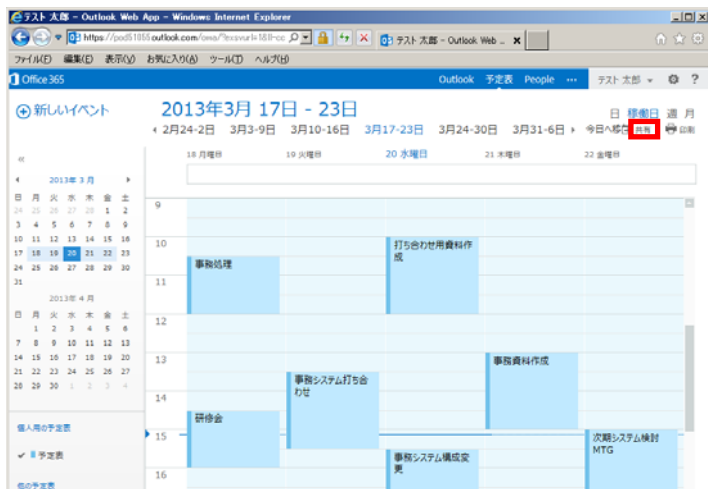 テスト 太郎 - Outlook Web App - Windows Internet Explorer
テスト 太郎 - Outlook Web ...
ファイル(F) 編集(E) 表示(V) お気に入り(A) ツール(T) ヘルプ(H)
Office 365
Outlook 予定表 People ••• テスト 太郎 ?
新しいイベント
2013年3月 17日 - 23日
日 稼働日 週 月
2月24-2日 3月3-9日 3月10-16日 3月17-23日 3月24-30日 3月31-6日
共有 印刷
18 月曜日 19 火曜日 20 水曜日 21 木曜日 22 金曜日
2013年 3 月
日 月 火 水 木 金 土
24 25 26 27 28 1 2
3 4 5 6 7 8 9
10 11 12 13 14 15 16
17 18 19 20 21 22 23
24 25 26 27 28 29 30
31
2013年 4 月
日 月 火 水 木 金 土
1 2 3 4 5 6
7 8 9 10 11 12 13
14 15 16 17 18 19 20
21 22 23 24 25 26 27
28 29 30 1 2 3 4
個人用の予定表
予定表
他の予定表
9
10
11
12
13
14
15
16
事務処理
研修会
事務システム打ち合
わせ
打ち合わせ用資料作
成
事務システム構成変
更
事務資料作成
次期システム検討
MTG